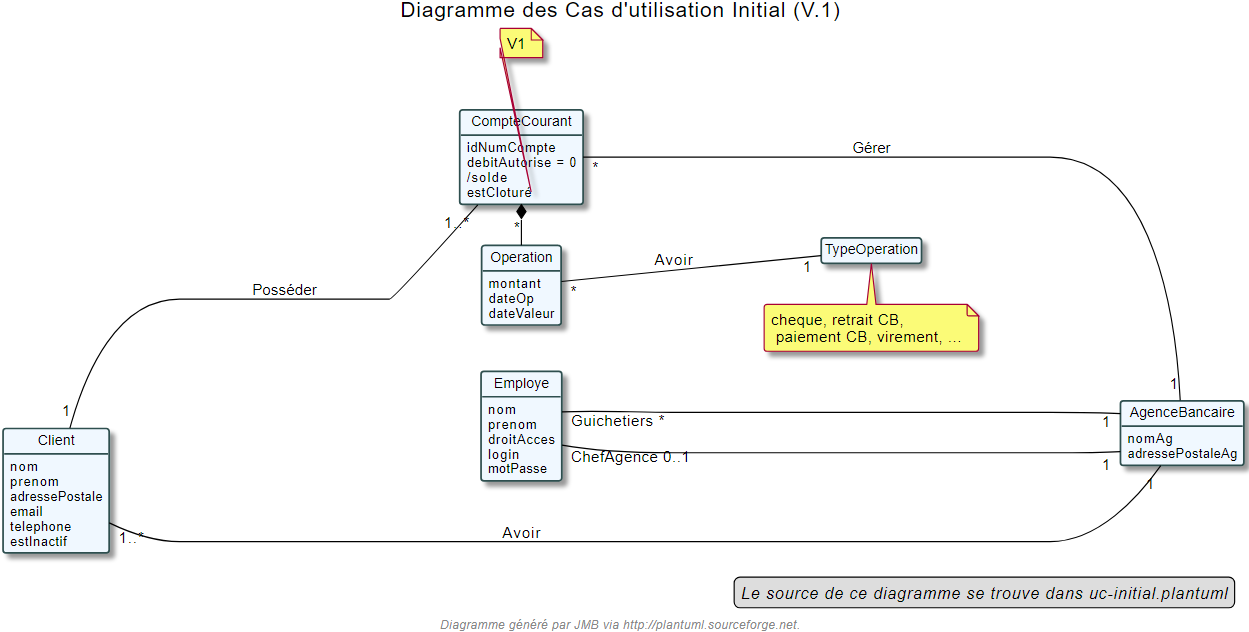 Diagramme des Cas d'utilisation Initial (V.1)
V1
CompteCourant
idNumCompte
debitAutorise = 0
/solde
estCloturé
Gérer
*
1..*
*
Operation
montant
dateOp
dateValeur
Avoir
*
1
TypeOperation
cheque, retrait CB,
paiement CB, virement, ...
Posséder
1
1
Employe
nom
prenom
droitAcces
login
motPasse
Guichetiers *
1
ChefAgence 0..1
1
AgenceBancaire
nomAg
adressePostaleAg
Client
nom
prenom
adressePostale
email
telephone
estInactif
1..*
Avoir
1
Le source de ce diagramme se trouve dans uc-initial.plantuml
Diagramme généré par JMB via http://plantuml.sourceforge.net.